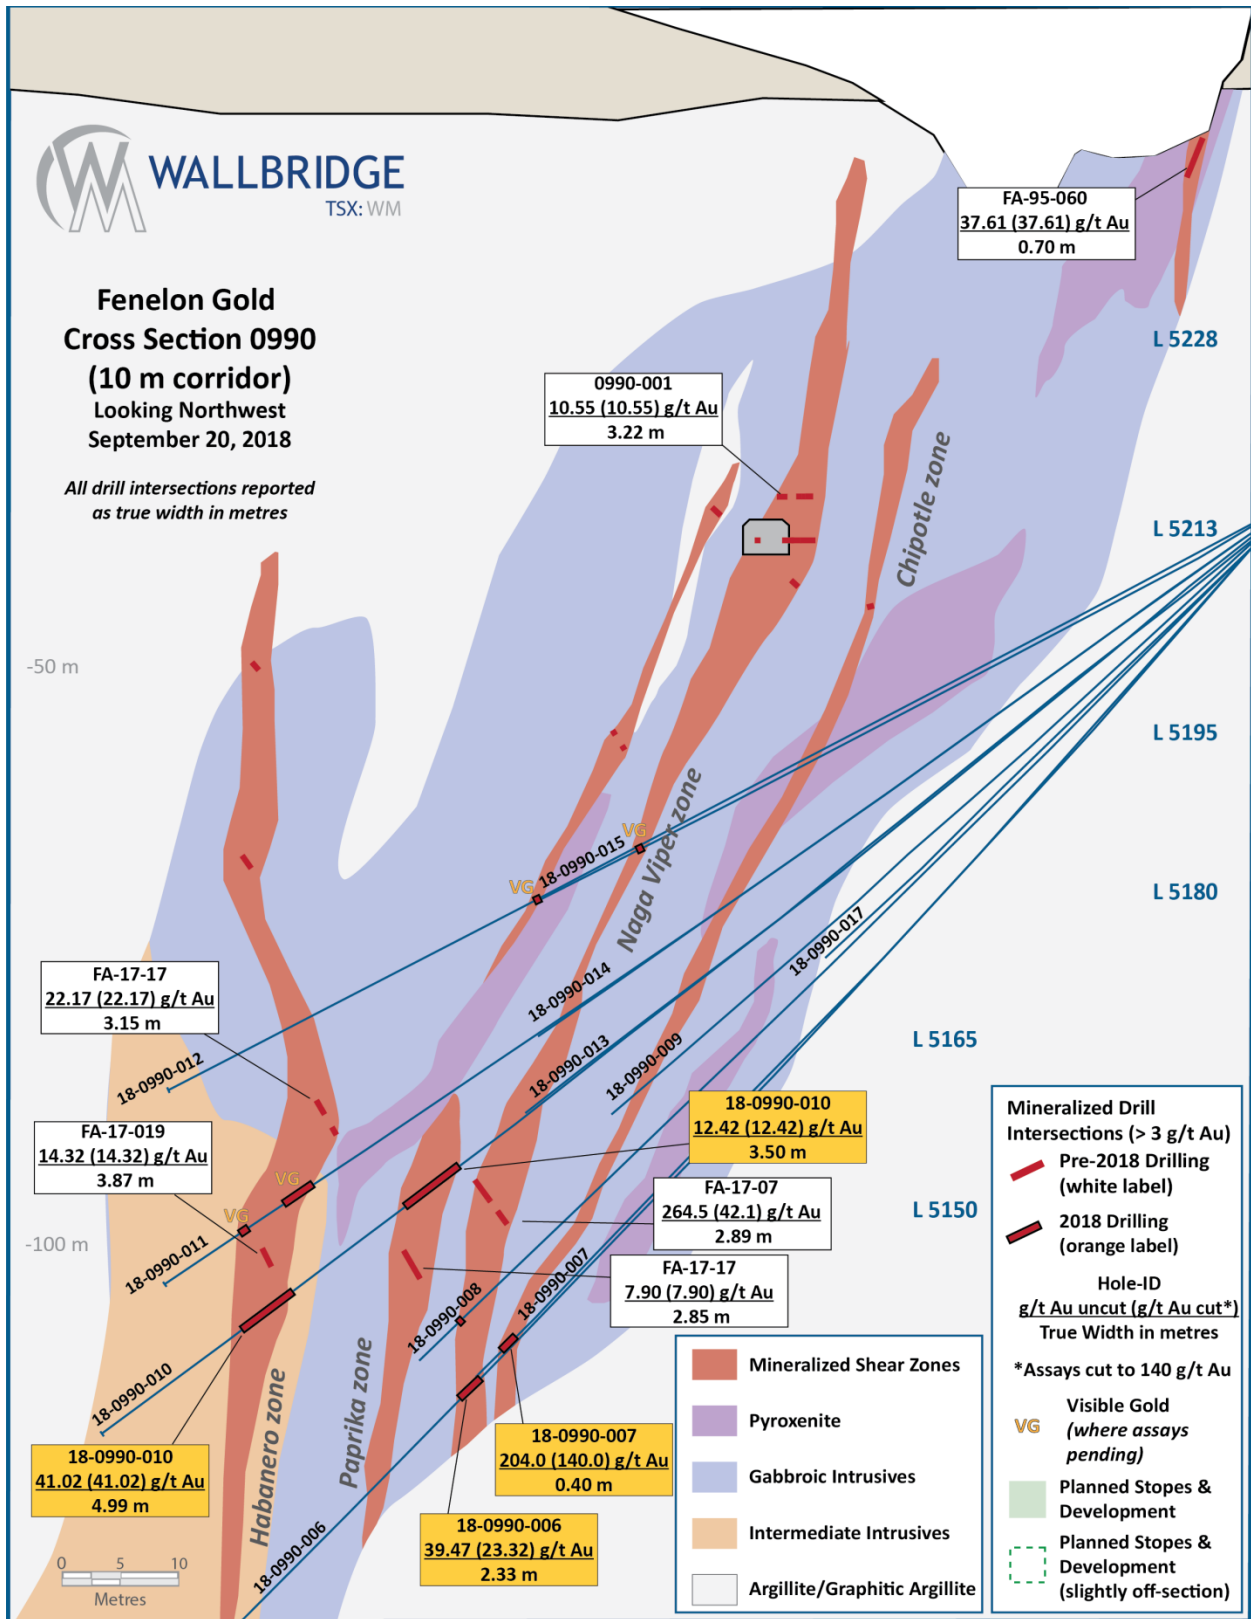 WALLBRIDGE
TSX: WM
Fenelon Gold
Cross Section 0990
(10 m corridor)
Looking Northwest
September 20, 2018
All drill intersections reported
as true width in metres
FA-95-060
37.61 (37.61) g/t Au
0.70 m
L 5228
0990-001
10.55 (10.55) g/t Au
3.22 m
Chipotle zone
L 5213
-50 m
L 5195
VG
18-0990-015
VG
Naga Viper zone
L 5180
18-0990-017
FA-17-17
22.17 (22.17) g/t Au
3.15 m
18-0990-014
18-0990-012
18-0990-013
18-0990-009
L 5165
18-0990-010
12.42 (12.42) g/t Au
3.50 m
FA-17-019
14.32 (14.32) g/t Au
3.87 m
VG
VG
FA-17-07
264.5 (42.1) g/t Au
2.89 m
L 5150
-100 m
18-0990-011
FA-17-17
7.90 (7.90) g/t Au
2.85 m
18-0990-007
18-0990-008
18-0990-010
Habanero zone
Paprika zone
18-0990-010
41.02 (41.02) g/t Au
4.99 m
18-0990-007
204.0 (140.0) g/t Au
0.40 m
18-0990-006
39.47 (23.32) g/t Au
2.33 m
18-0990-006
0 5 10
Metres
Mineralized Shear Zones
Pyroxenite
Gabbroic Intrusives
Intermediate Intrusives
Argillite/Graphitic Argillite
Mineralized Drill
Intersections (> 3 g/t Au)
Pre-2018 Drilling
(white label)
2018 Drilling
(orange label)
Hole-ID
g/t Au uncut (g/t Au cut*)
True Width in metres
*Assays cut to 140 g/t Au
VG
Visible Gold
(where assays
pending)
Planned Stopes &
Development
Planned Stopes &
Development
(slightly off-section)